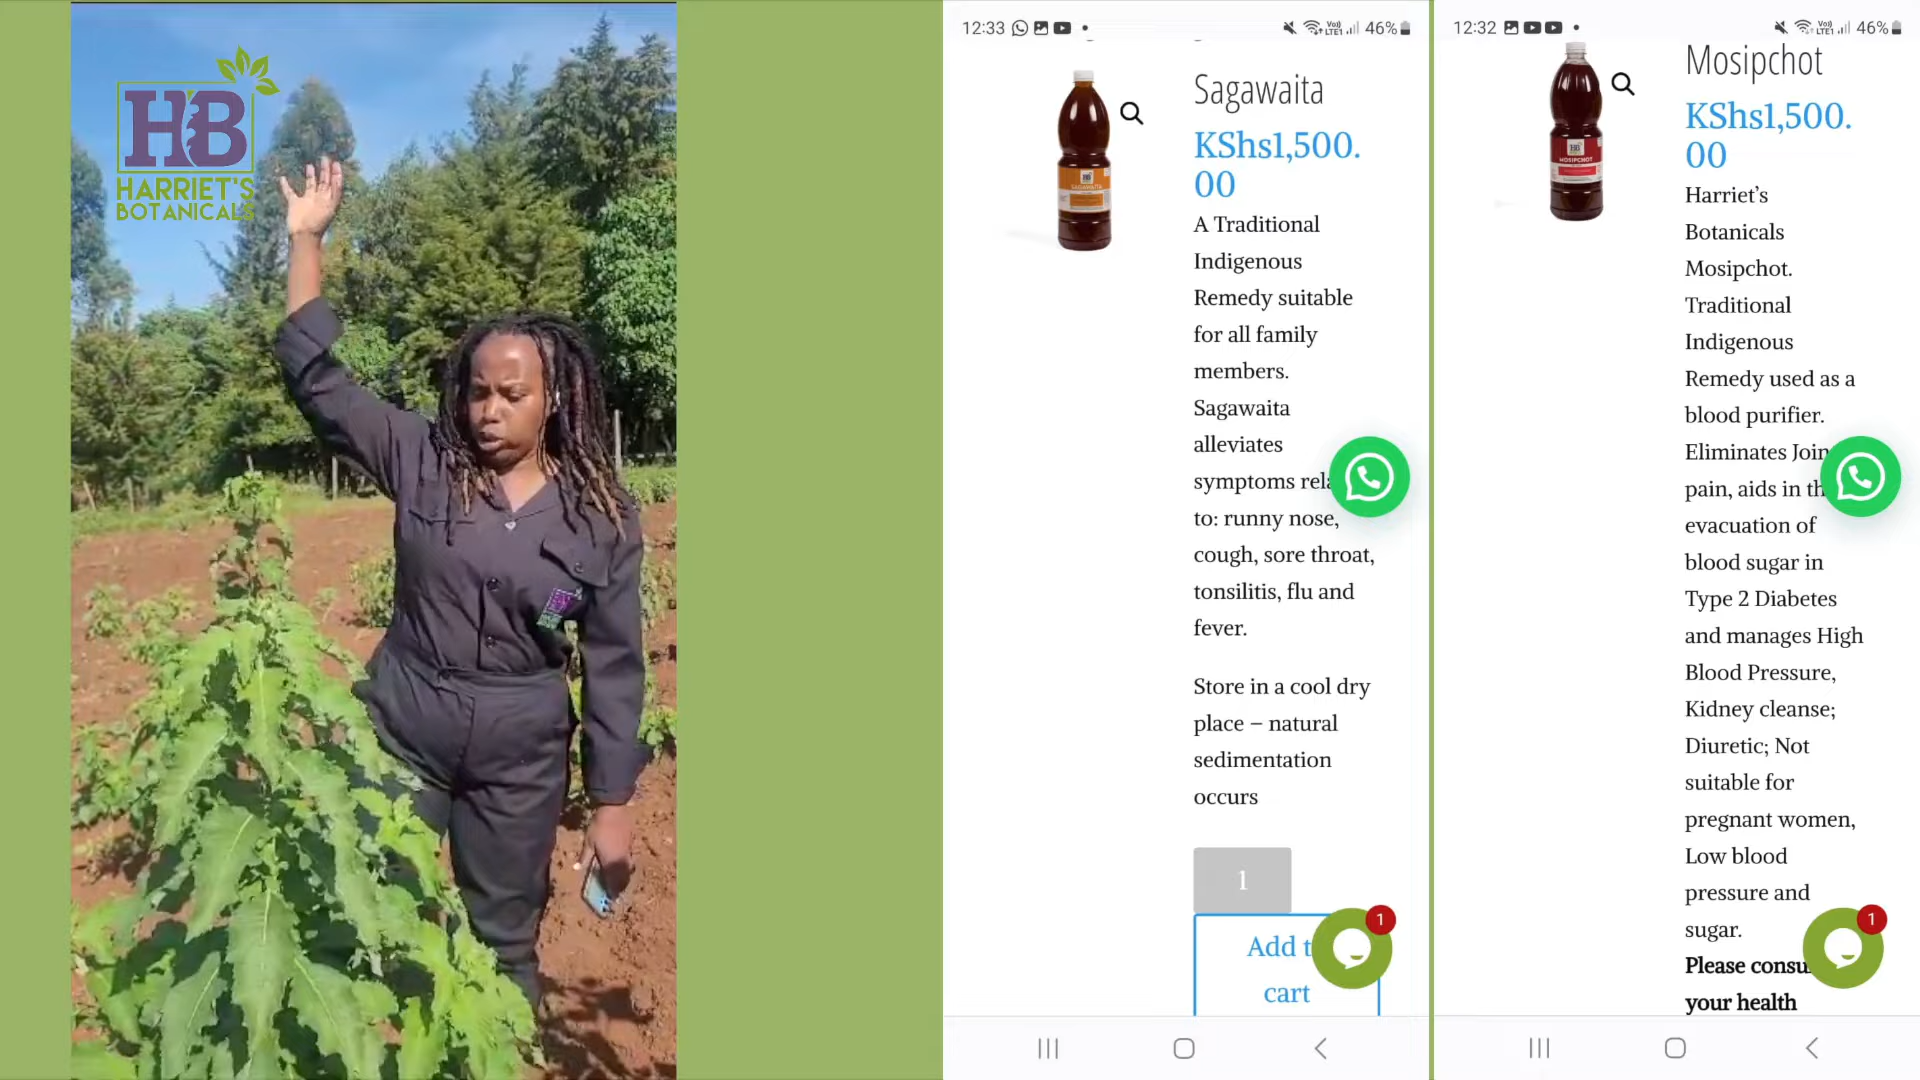 HB
HARRIET'S
BOTANICALS
12:33
46%
Sagawaita
KShs1,500.
00
A Traditional
Indigenous
Remedy suitable
for all family
members.
Sagawaita
alleviates
symptoms
to: runny nose,
cough, sore throat,
tonsilitis, flu and
fever.
Store in a cool dry
place – natural
sedimentation
occurs
1
Add
cart
1
12:32
46%
MOSIPCHOT
Mosipchot
KShs1,500.
00
Harriet’s
Botanicals
Mosipchot.
Traditional
Indigenous
Remedy used as a
blood purifier.
Eliminates
pain, aids in
evacuation of
blood sugar in
Type 2 Diabetes
and manages High
Blood Pressure,
Kidney cleanse;
Diuretic; Not
suitable for
pregnant women,
Low blood
pressure and
sugar.
Please
your health
1